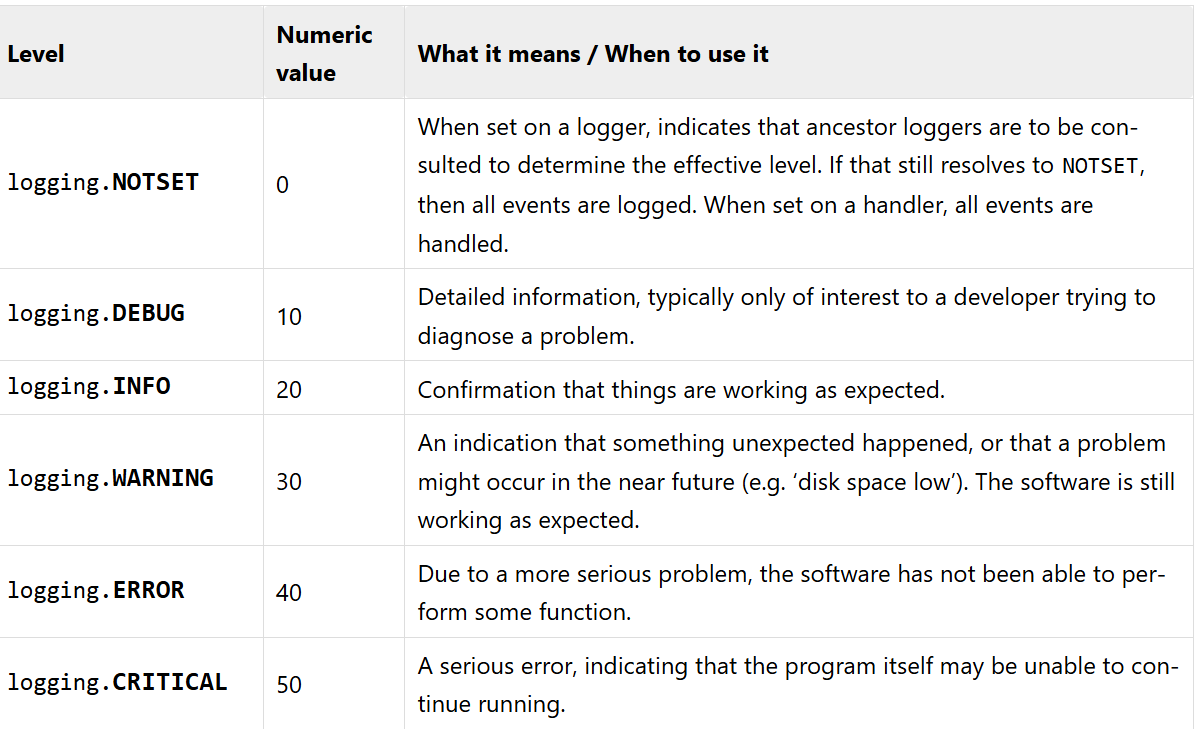 Level
Numeric
value
What it means / When to use it
logging.NOTSET
0
When set on a logger, indicates that ancestor loggers are to be con-
sulted to determine the effective level. If that still resolves to NOTSET,
then all events are logged. When set on a handler, all events are
handled.
logging.DEBUG
10
Detailed information, typically only of interest to a developer trying to
diagnose a problem.
logging.INFO
20
Confirmation that things are working as expected.
logging.WARNING
30
An indication that something unexpected happened, or that a problem
might occur in the near future (e.g. ‘disk space low’). The software is still
working as expected.
logging.ERROR
40
Due to a more serious problem, the software has not been able to per-
form some function.
logging.CRITICAL
50
A serious error, indicating that the program itself may be unable to con-
tinue running.